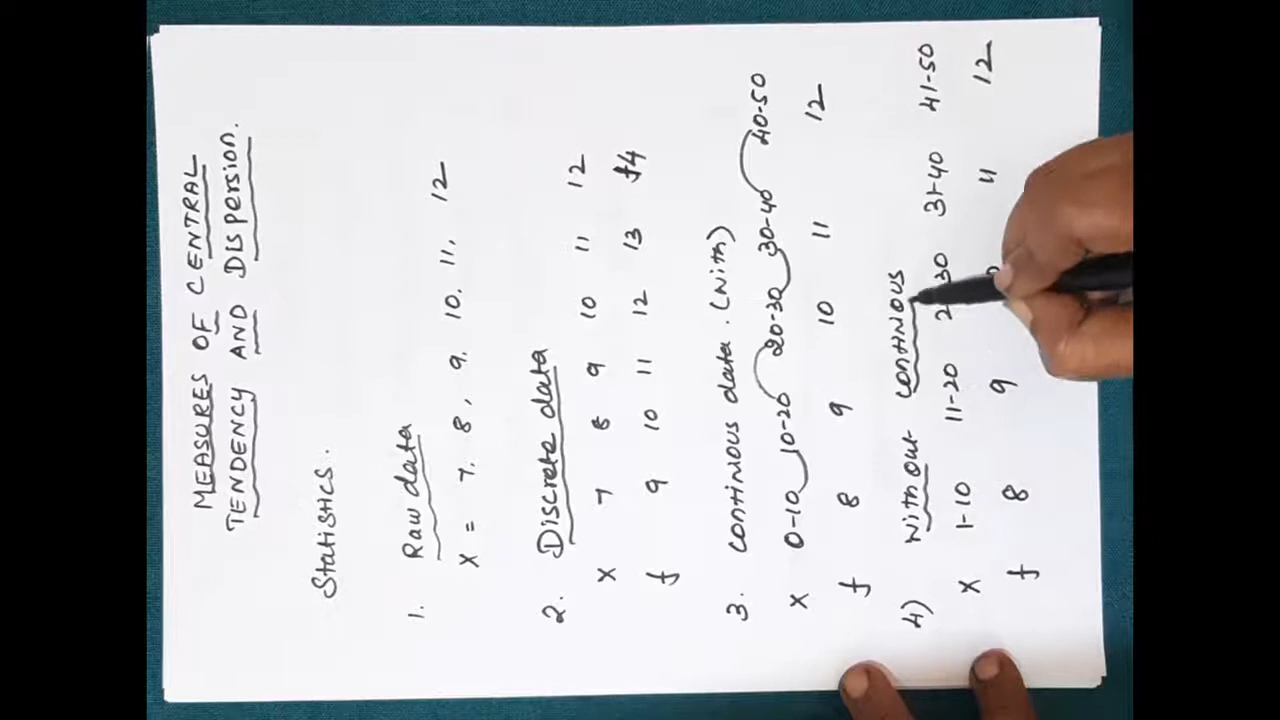 MEASURES OF CENTRAL
TENDENCY AND DISPERSION.
Statistics.
1. Raw data
X = 7, 8, 9, 10, 11, 12
2. Discrete data
X 7 8 9 10 11 12
f 9 10 11 12 13 14
3. continuous data. (With)
X 0-10 10-20 20-30 30-40 40-50
f 8 9 10 11 12
4) Without continous
X 1-10 11-20 30 31-40 41-50
f 8 9 11 12